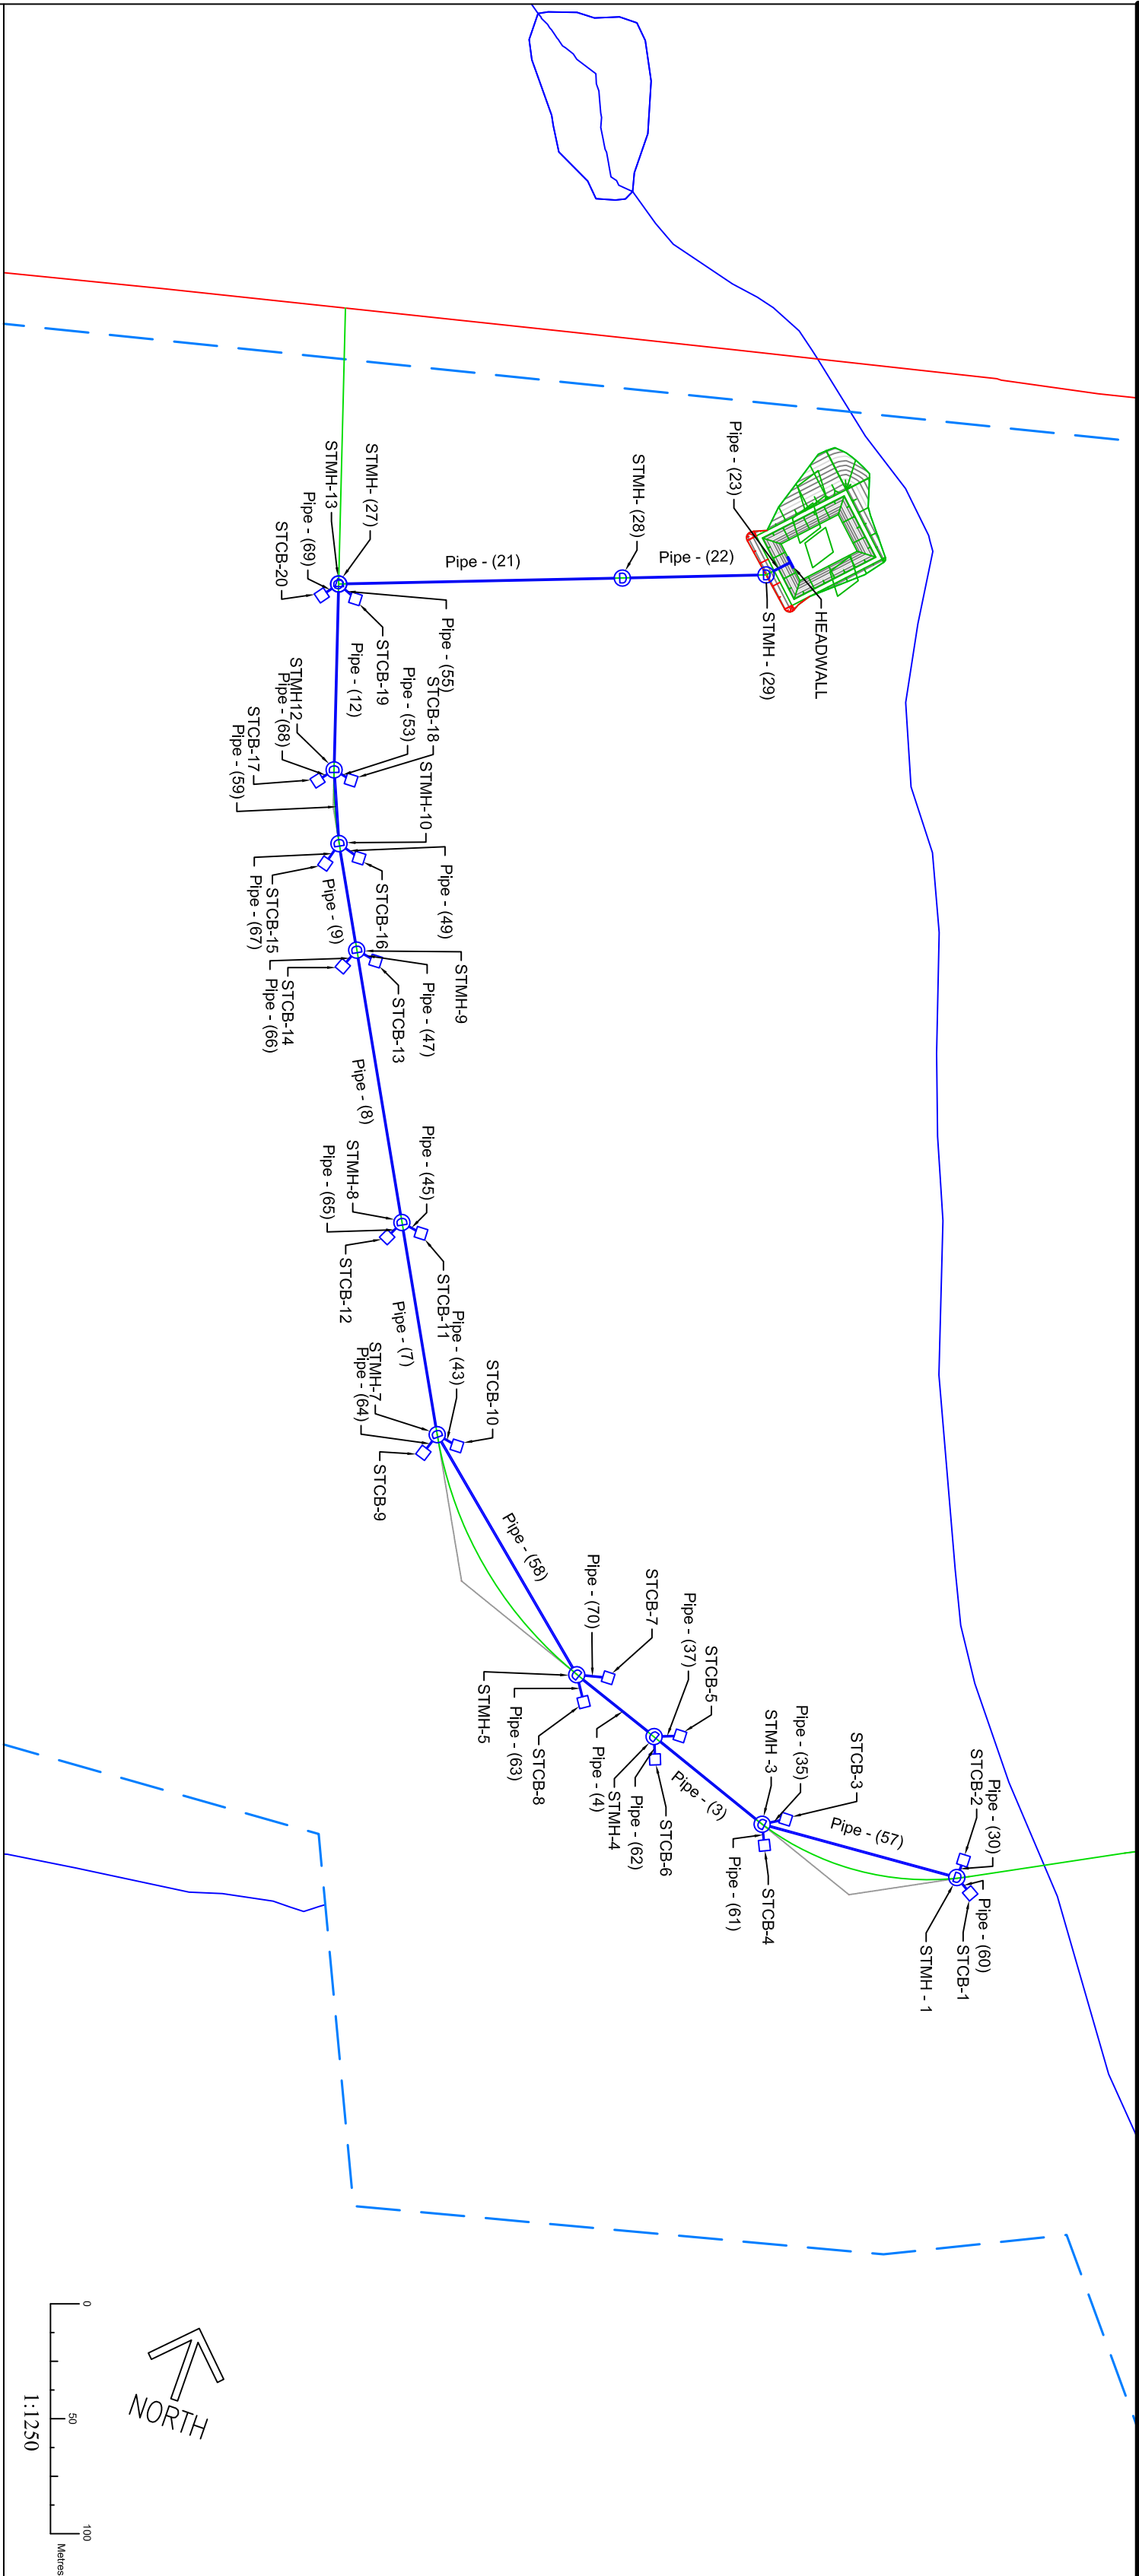 Pipe - (23)
STMH- (28)
Pipe - (22)
Pipe - (21)
HEADWALL
STMH - (29)
STMH- (27)
STMH-13
Pipe - (69)
STCB-20
Pipe - (55)
STCB-19
Pipe - (12)
STCB-18
Pipe - (53)
STMH12
Pipe - (68)
STCB-17
Pipe - (59)
STMH-10
Pipe - (49)
STCB-16
Pipe - (9)
STCB-15
Pipe - (67)
STMH-9
Pipe - (47)
STCB-13
STCB-14
Pipe - (66)
Pipe - (8)
Pipe - (45)
STMH-8
Pipe - (65)
STCB-11
STCB-12
Pipe - (7)
Pipe - (43)
STCB-10
STMH-7
Pipe - (64)
STCB-9
Pipe - (58)
Pipe - (70)
STCB-7
Pipe - (37)
STCB-5
STMH-5
Pipe - (63)
STCB-8
Pipe - (4)
STMH-4
Pipe - (62)
STCB-6
Pipe - (3)
STMH -3
Pipe - (35)
STCB-3
Pipe - (61)
STCB-4
Pipe - (57)
STCB-2
Pipe - (30)
Pipe - (60)
STCB-1
STMH - 1
NORTH
0
50
100
Metres
1:1250